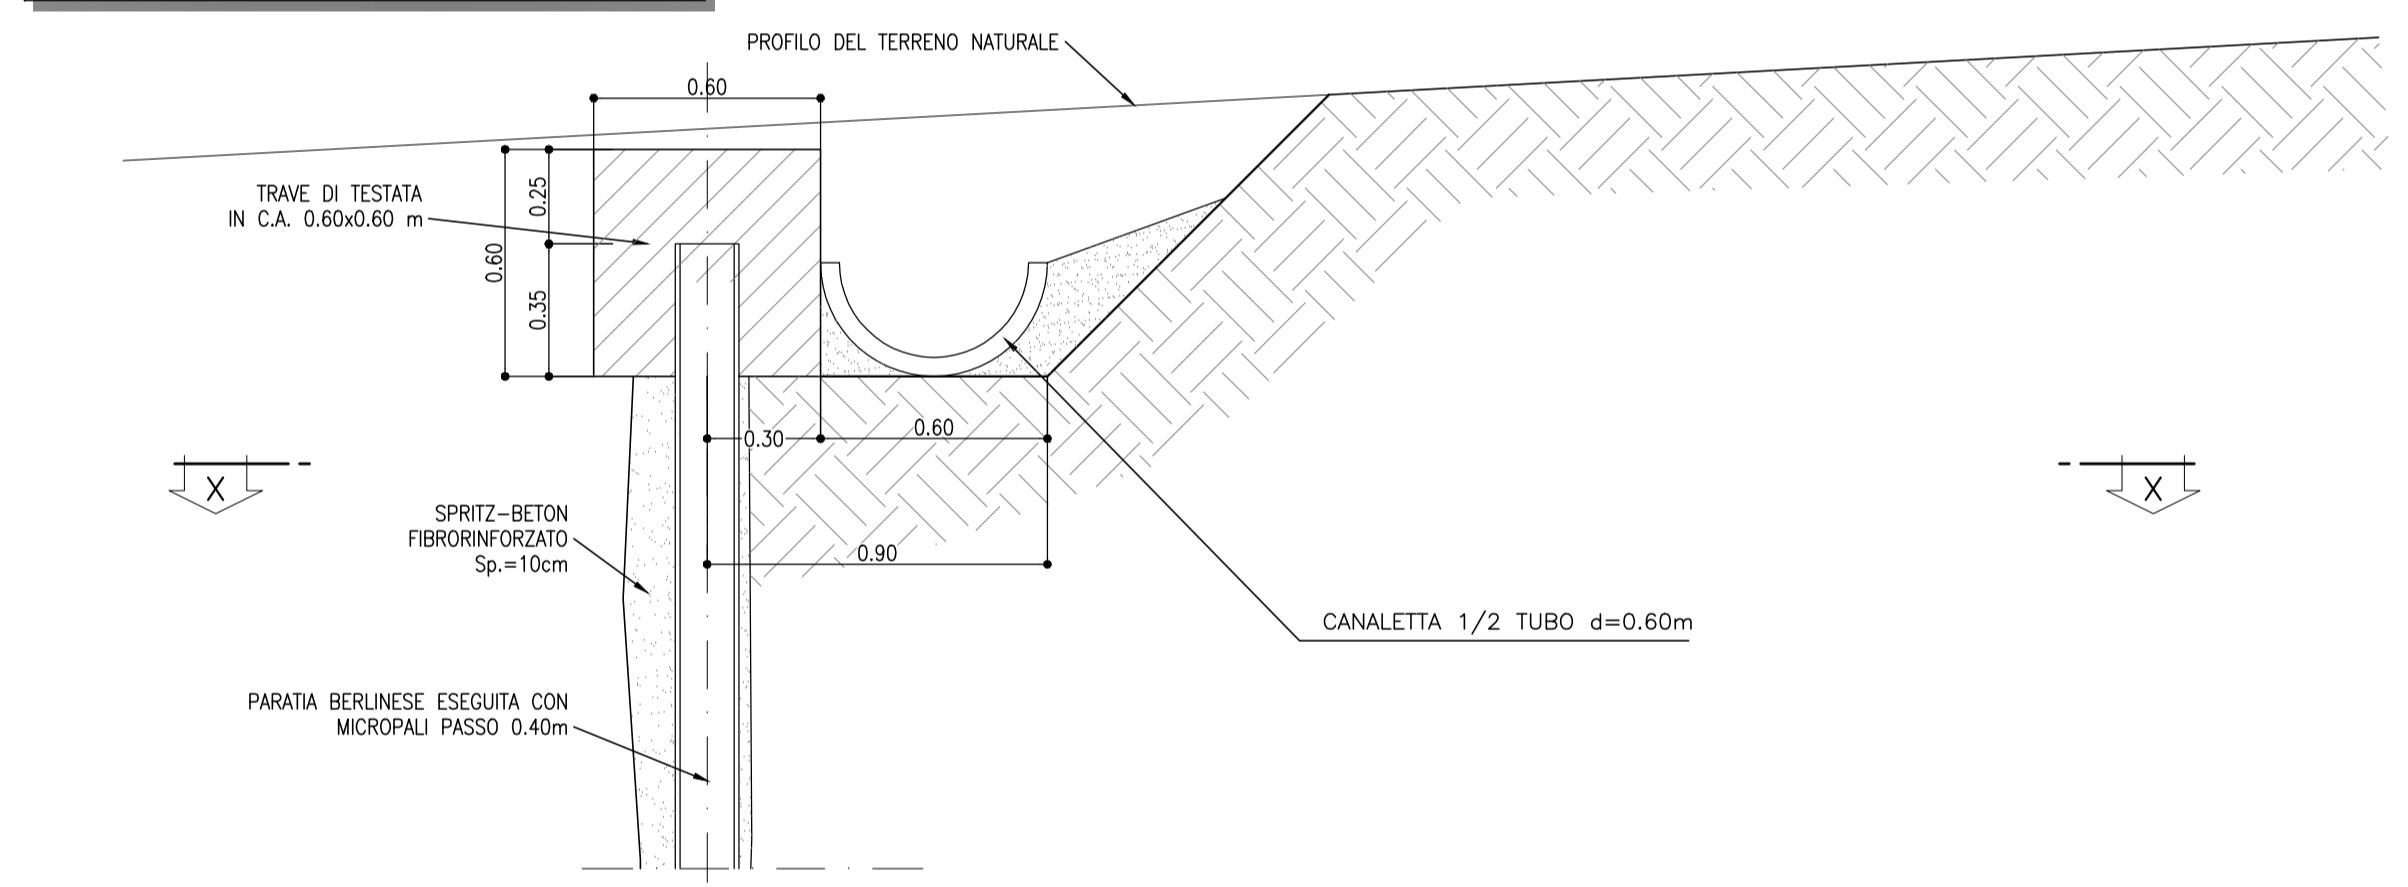 PROFILO DEL TERRENO NATURALE
0.60
TRAVE DI TESTATA
IN C.A. 0.60x0.60 m
0.25
0.60
0.35
0.30
0.60
X
X
SPRITZ-BETON
FIBRORINFORZATO
Sp.=10cm
0.90
CANALETTA 1/2 TUBO d=0.60m
PARATIA BERLINESE ESEGUITA CON
MICROPALI PASSO 0.40m